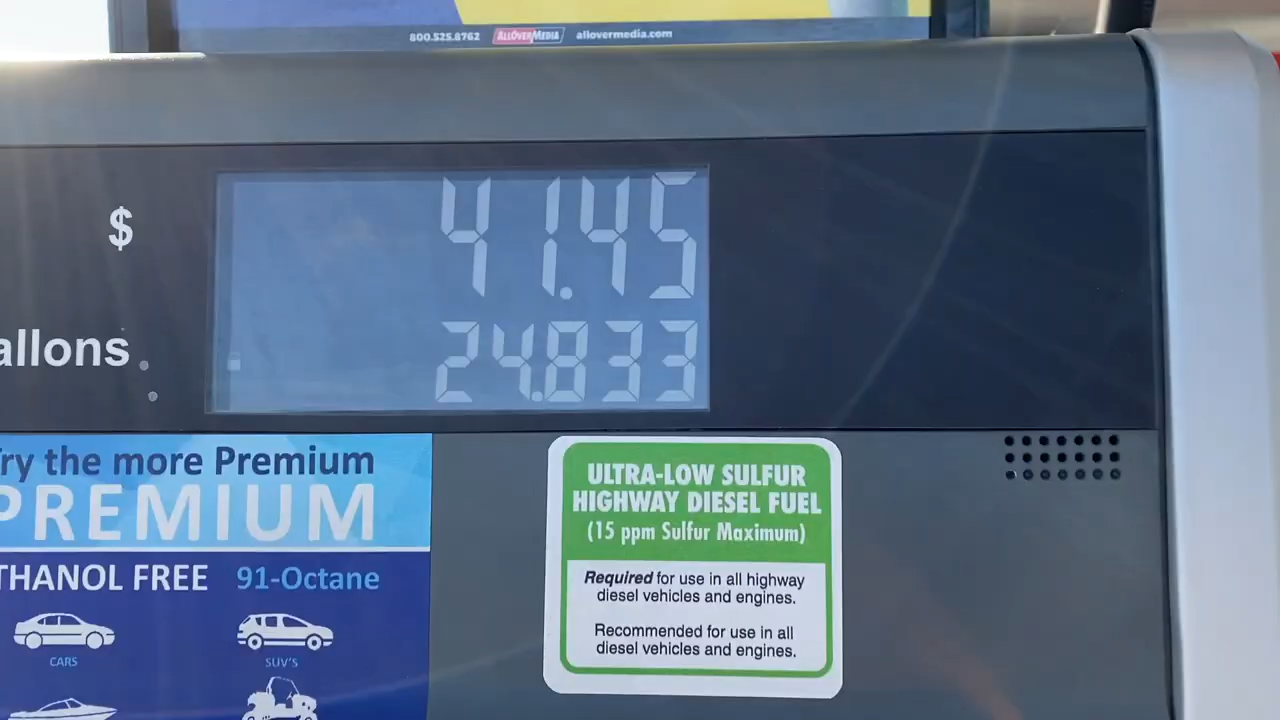 800.525.8762 ALLOVERMEDIA allovermedia.com
$ 41.45
allons 24.833
ry the more Premium
PREMIUM
THANOL FREE 91-Octane
CARS SUV'S
ULTRA-LOW SULFUR
HIGHWAY DIESEL FUEL
(15 ppm Sulfur Maximum)
Required for use in all highway
diesel vehicles and engines.
Recommended for use in all
diesel vehicles and engines.